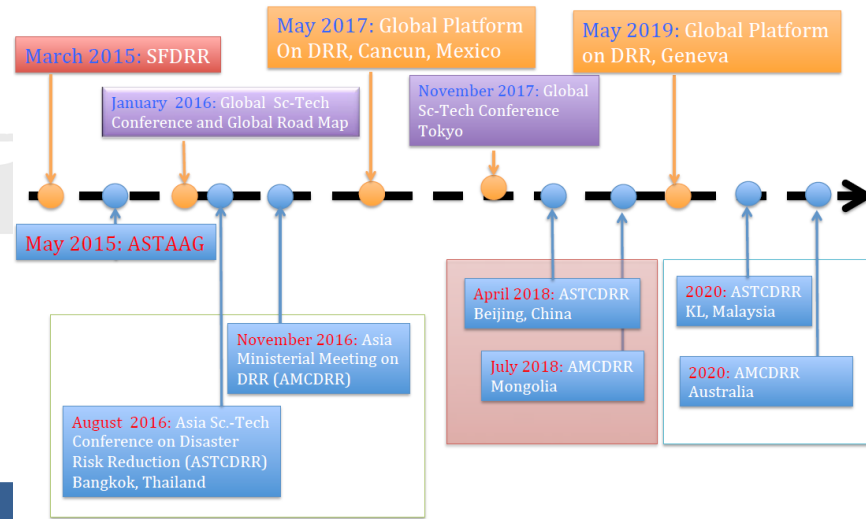 March 2015: SFDRR
May 2017: Global Platform
On DRR, Cancun, Mexico
May 2019: Global Platform
on DRR, Geneva
January 2016: Global Sc-Tech
Conference and Global Road Map
November 2017: Global
Sc-Tech Conference
Tokyo
May 2015: ASTAAG
November 2016: Asia
Ministerial Meeting on
DRR (AMCDRR)
August 2016: Asia Sc.-Tech
Conference on Disaster
Risk Reduction (ASTCDRR)
Bangkok, Thailand
April 2018: ASTCDRR
Beijing, China
July 2018: AMCDRR
Mongolia
2020: ASTCDRR
KL, Malaysia
2020: AMCDRR
Australia